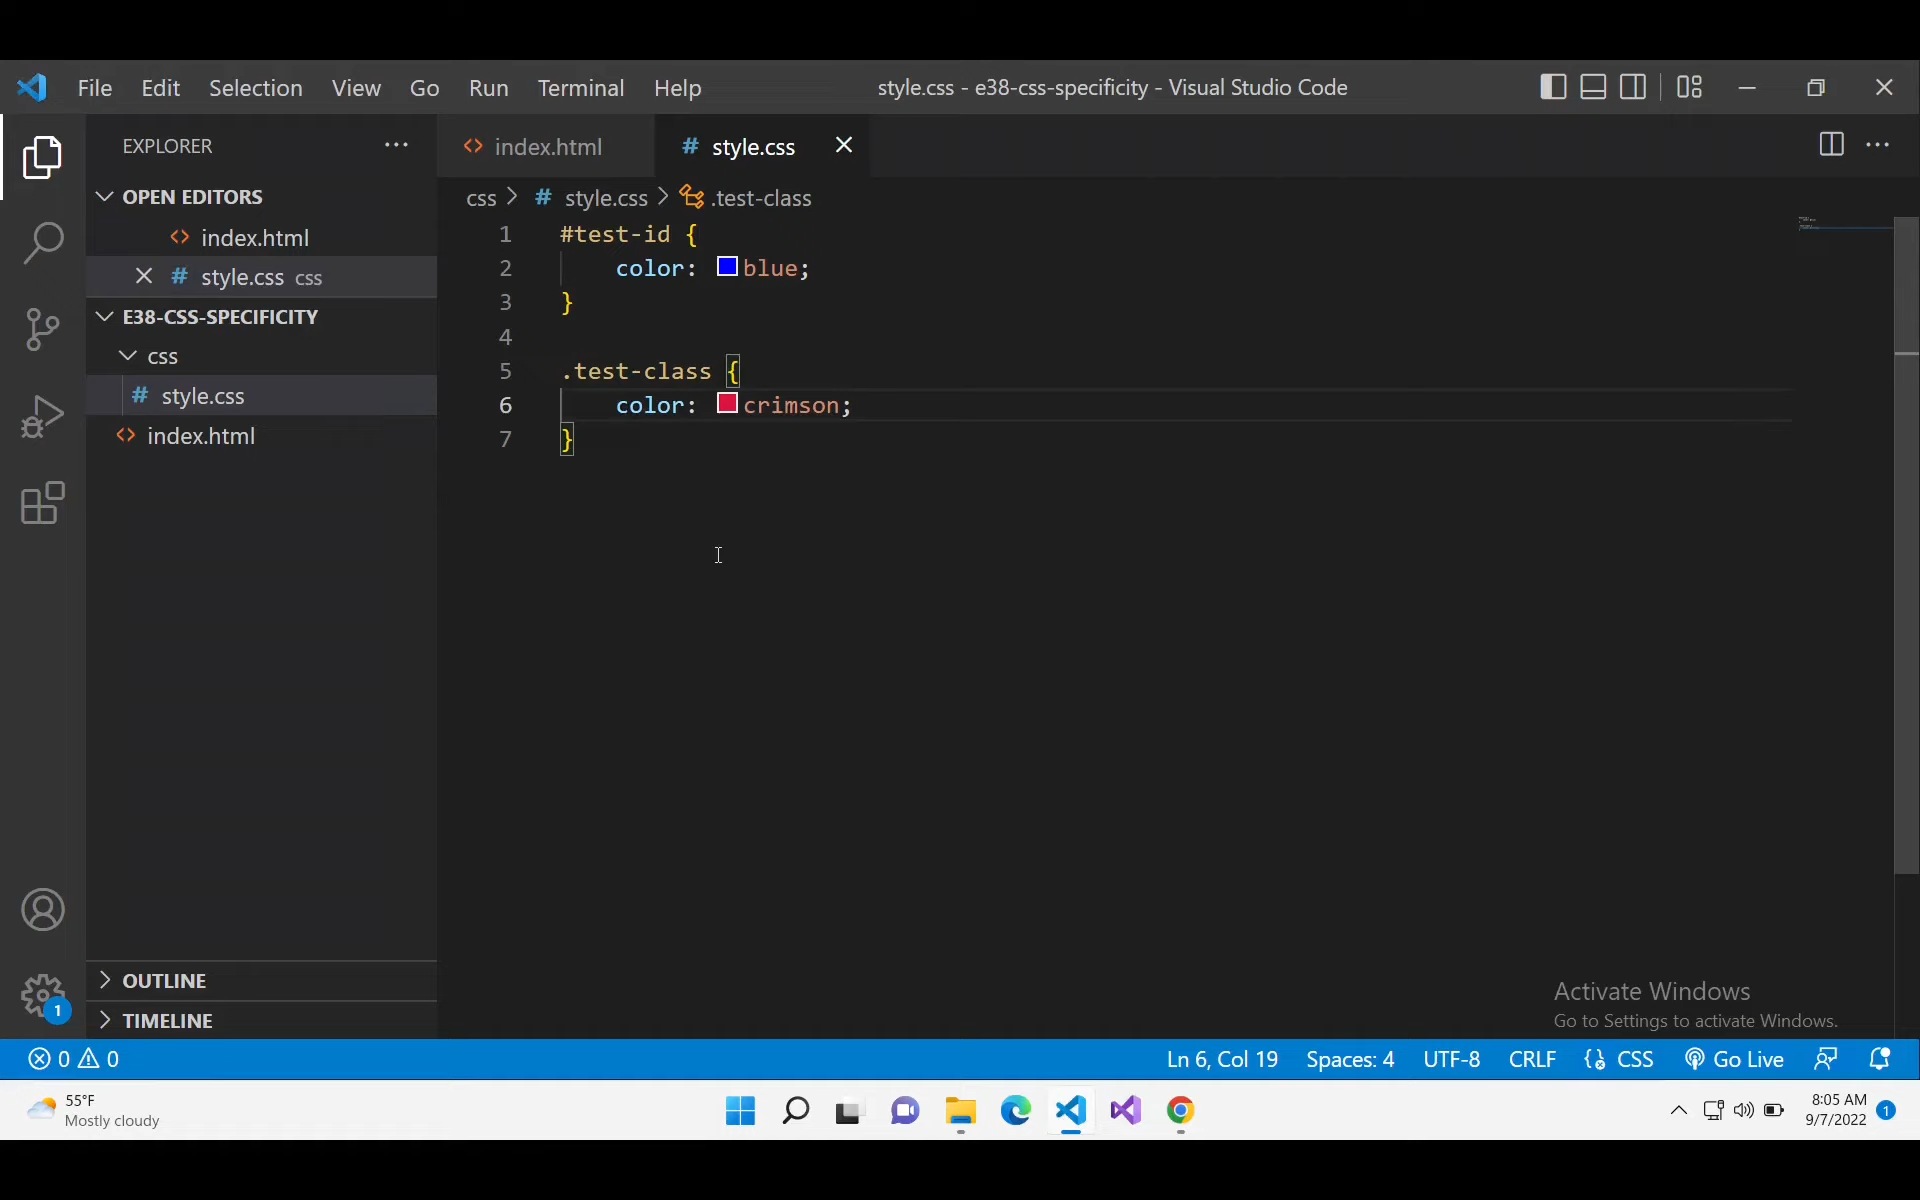 File Edit Selection View Go Run Terminal Help style.css - e38-css-specificity - Visual Studio Code
EXPLORER
OPEN EDITORS
index.html
style.css css
E38-CSS-SPECIFICITY
css
style.css
index.html
OUTLINE
TIMELINE
index.html # style.css
css > # style.css > .test-class
1 #test-id {
2 color: blue;
3 }
4
5 .test-class {
6 color: crimson;
7 }
Activate Windows
Go to Settings to activate Windows.
1
0 0 Ln 6, Col 19 Spaces: 4 UTF-8 CRLF {} CSS Go Live
55°F
Mostly cloudy
8:05 AM
9/7/2022
1